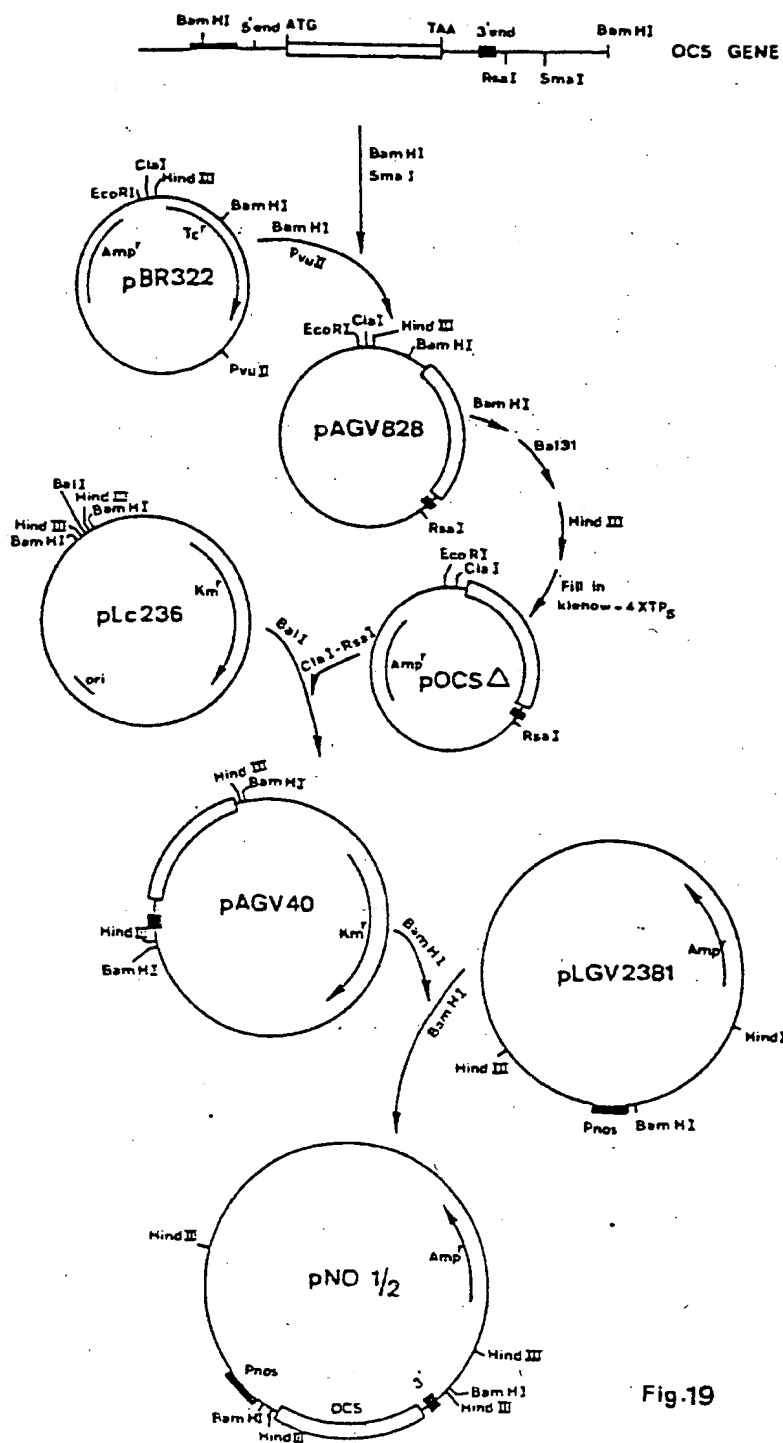 BamHI 5'end ATG TAA 3'end BamHI
RsaI SmaI
OCS GENE
BamHI
SmaI
ClaI
EcoRI HindIII
BamHI
Ampr Tcr
pBR322
PvuII
BamHI
PvuII
ClaI
EcoRI HindIII
BamHI
pAGV828
RsaI
BamHI
Bal31
HindIII
Fill in
klenow + 4 XTPs
BalI
HindIII
BamHI
HindIII
BamHI
Kmr
pLc236
ori
BalI
ClaI-RsaI
EcoRI
ClaI
Ampr
pOCS Δ
RsaI
HindIII
BamHI
pAGV40
Kmr
HindIII
BamHI
BamHI
BamHI
Ampr
pLGV2381
HindI
HindIII
Pnos BamHI
HindIII
pNO 1/2
Ampr
HindIII
Pnos 3'
BamHI OCS BamHI
HindIII HindIII
Fig.19